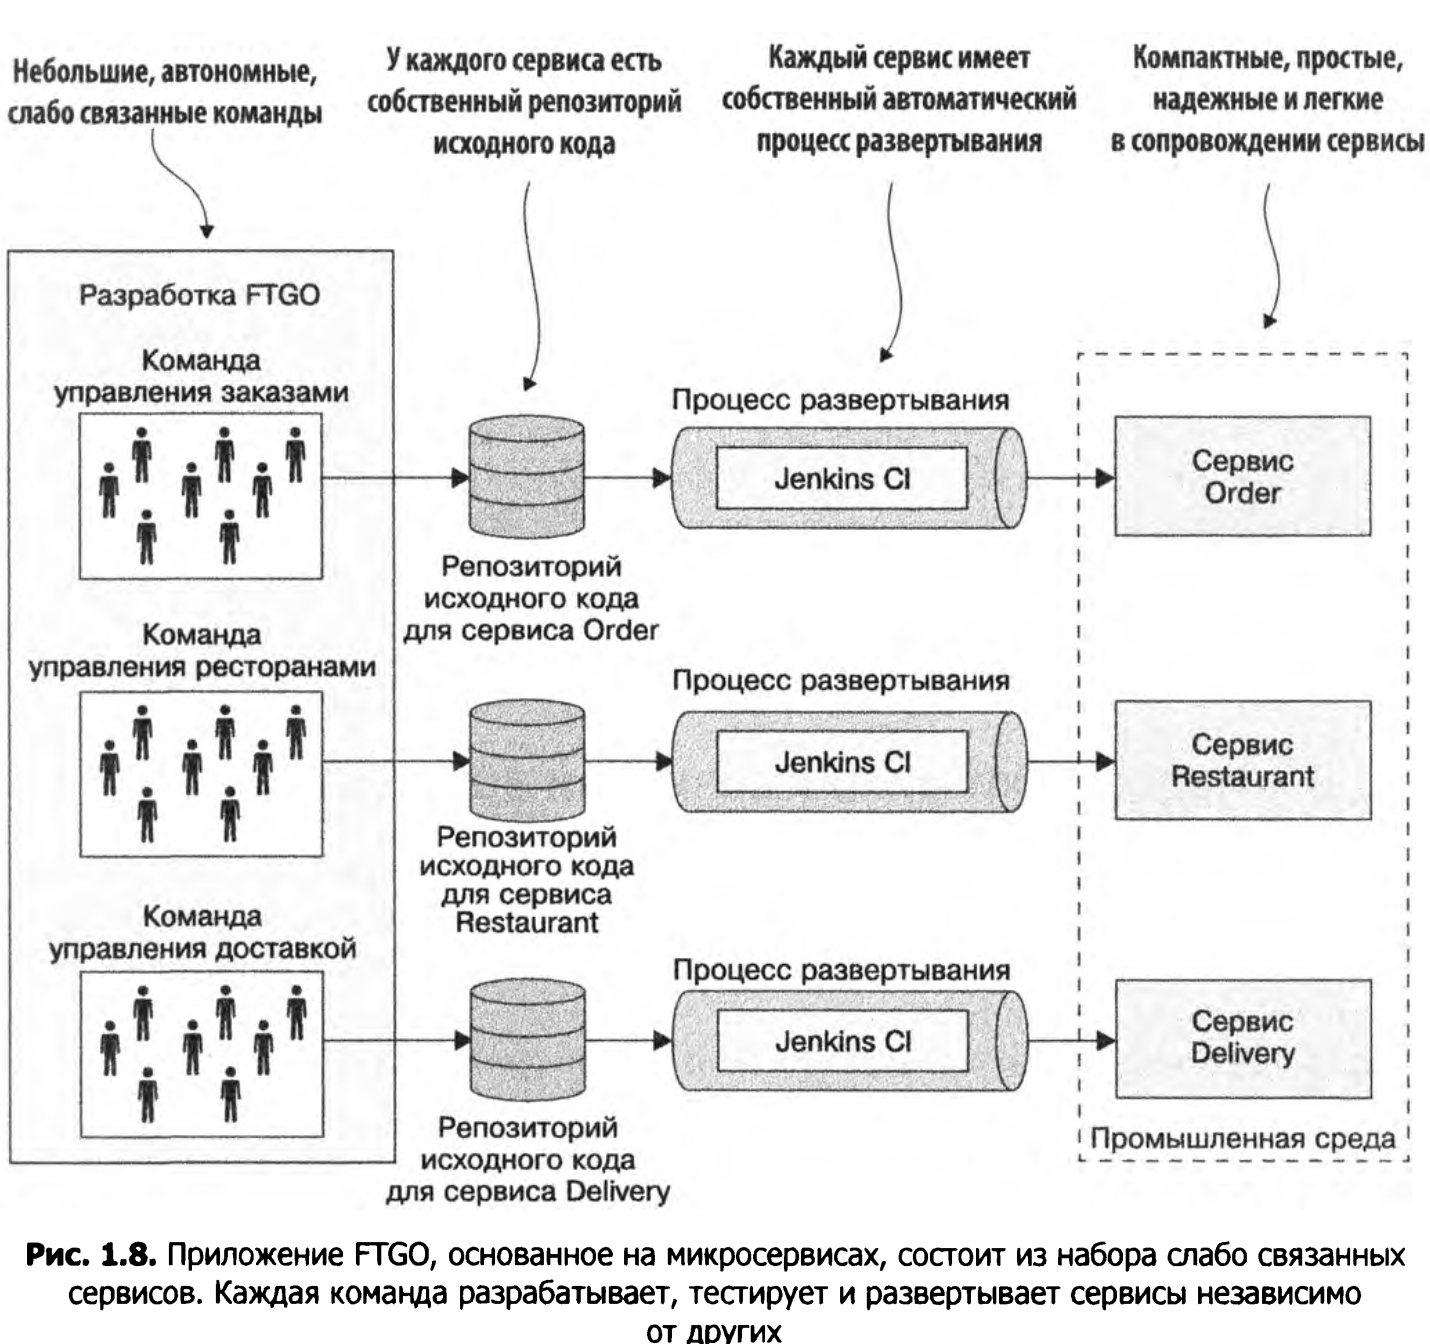 Небольшие, автономные,
слабо связанные команды
У каждого сервиса есть
собственный репозиторий
исходного кода
Каждый сервис имеет
собственный автоматический
процесс развертывания
Компактные, простые,
надежные и легкие
в сопровождении сервисы
Разработка FTGO
Команда
управления заказами
Репозиторий
исходного кода
для сервиса Order
Процесс развертывания
Jenkins CI
Сервис
Order
Команда
управления ресторанами
Репозиторий
исходного кода
для сервиса
Restaurant
Процесс развертывания
Jenkins CI
Сервис
Restaurant
Команда
управления доставкой
Репозиторий
исходного кода
для сервиса Delivery
Процесс развертывания
Jenkins CI
Сервис
Delivery
Промышленная среда
Рис. 1.8. Приложение FTGO, основанное на микросервисах, состоит из набора слабо связанных
сервисов. Каждая команда разрабатывает, тестирует и развертывает сервисы независимо
от других